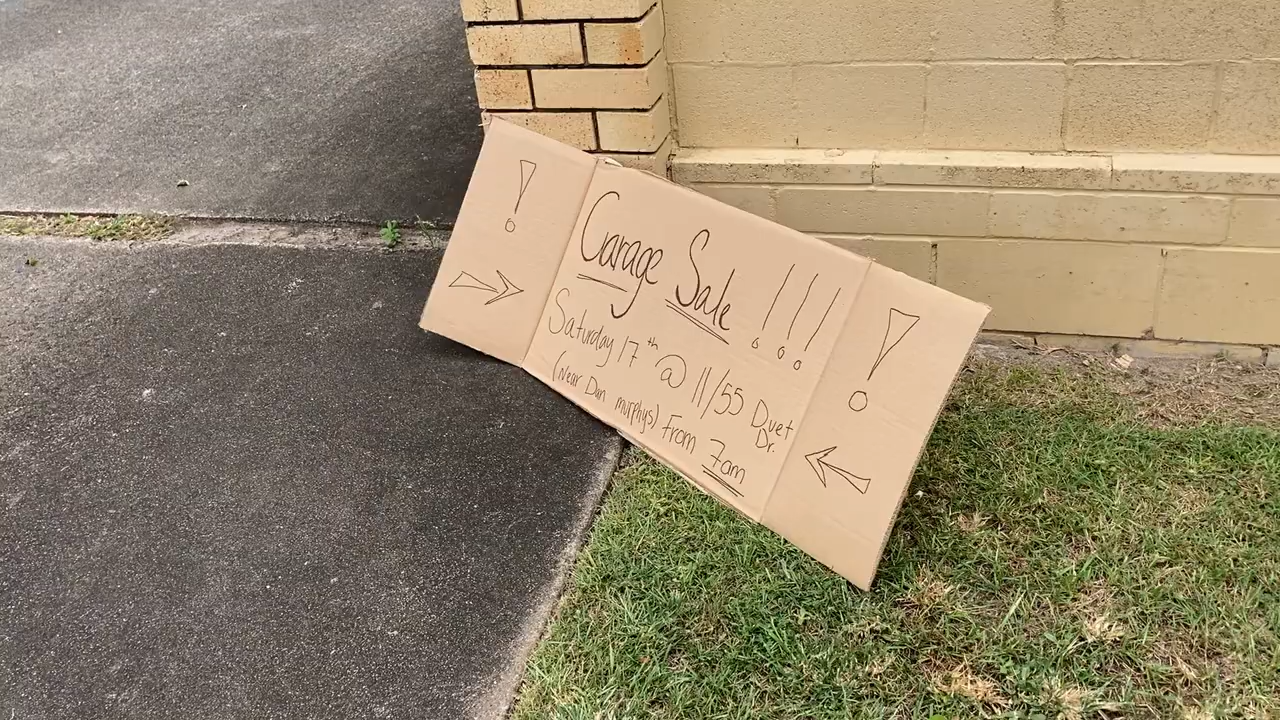 Garage Sale !!!
Saturday 17th @ 11/55 Duet Dr.
(near Dan murphys) From 7am